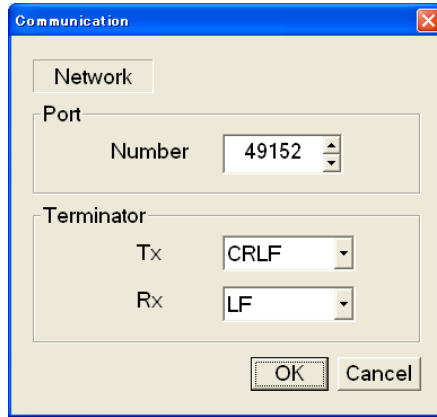 Communication
Network
Port
Number 49152
Terminator
Tx CRLF
Rx LF
OK Cancel